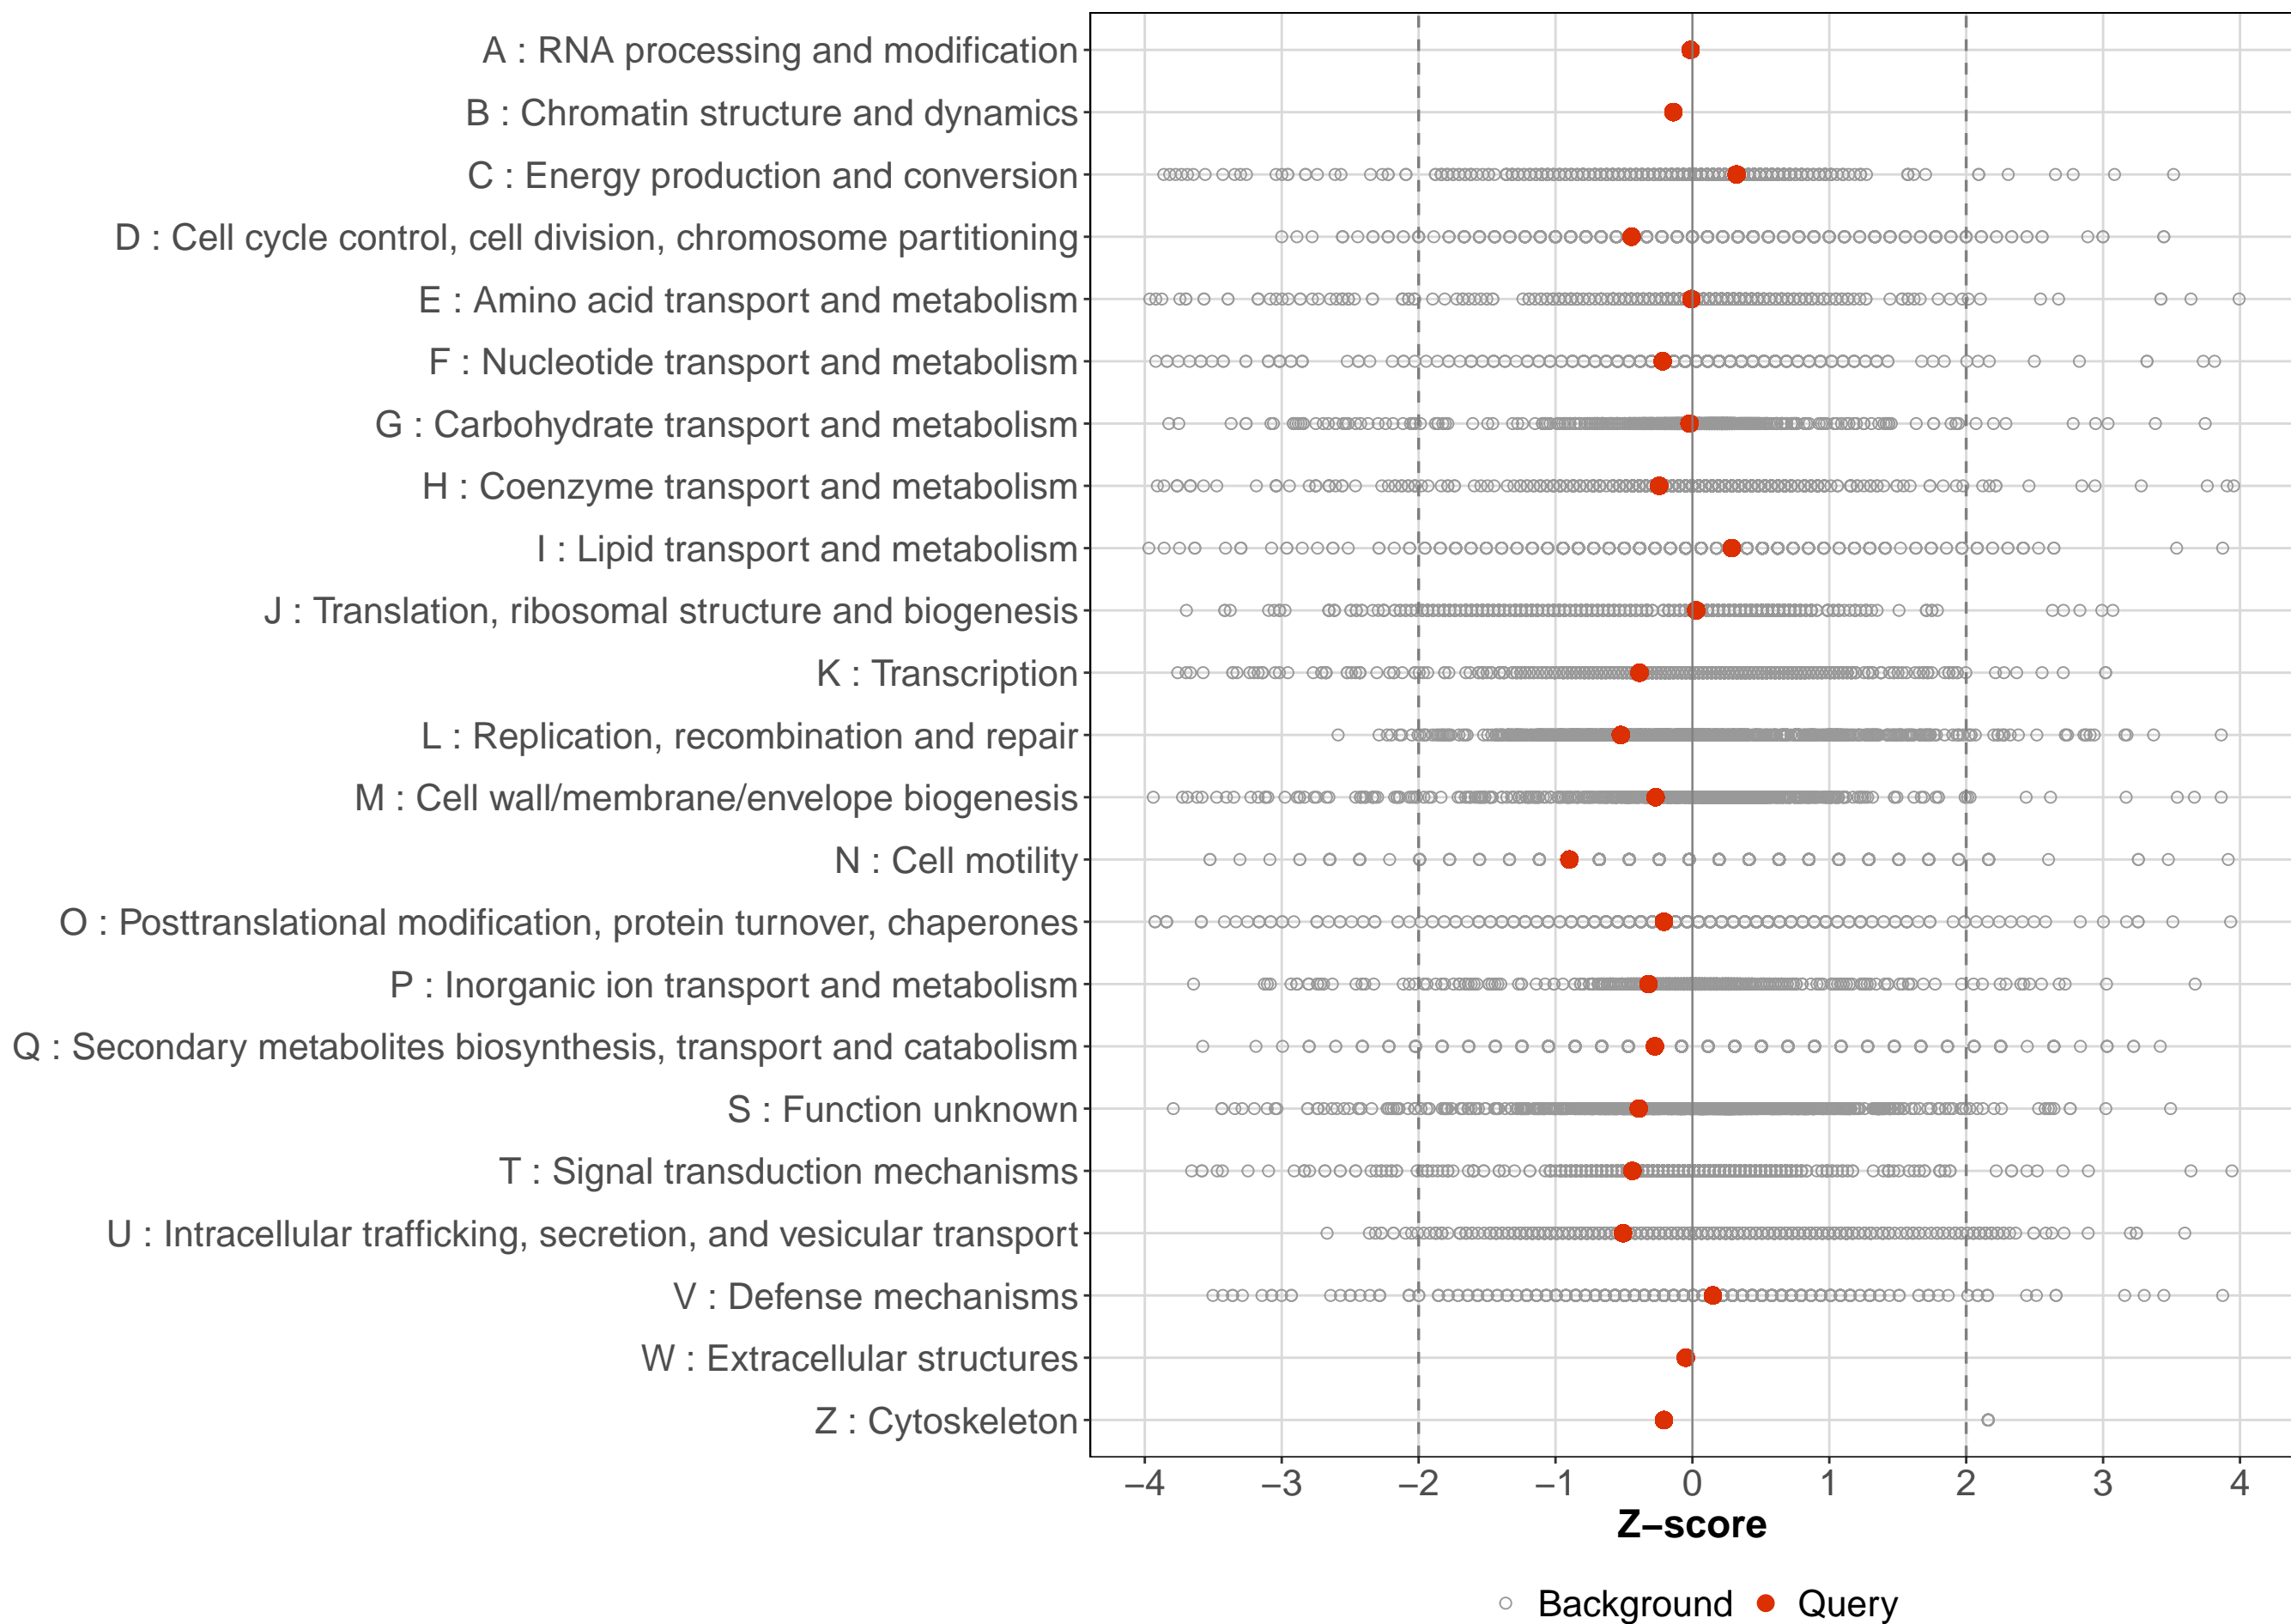 A : RNA processing and modification
B : Chromatin structure and dynamics
C : Energy production and conversion
D : Cell cycle control, cell division, chromosome partitioning
E : Amino acid transport and metabolism
F : Nucleotide transport and metabolism
G : Carbohydrate transport and metabolism
H : Coenzyme transport and metabolism
I : Lipid transport and metabolism
J : Translation, ribosomal structure and biogenesis
K : Transcription
L : Replication, recombination and repair
M : Cell wall/membrane/envelope biogenesis
N : Cell motility
O : Posttranslational modification, protein turnover, chaperones
P : Inorganic ion transport and metabolism
Q : Secondary metabolites biosynthesis, transport and catabolism
S : Function unknown
T : Signal transduction mechanisms
U : Intracellular trafficking, secretion, and vesicular transport
V : Defense mechanisms
W : Extracellular structures
Z : Cytoskeleton
−4 −3 −2 −1 0 1 2 3 4
Z−score
Background Query